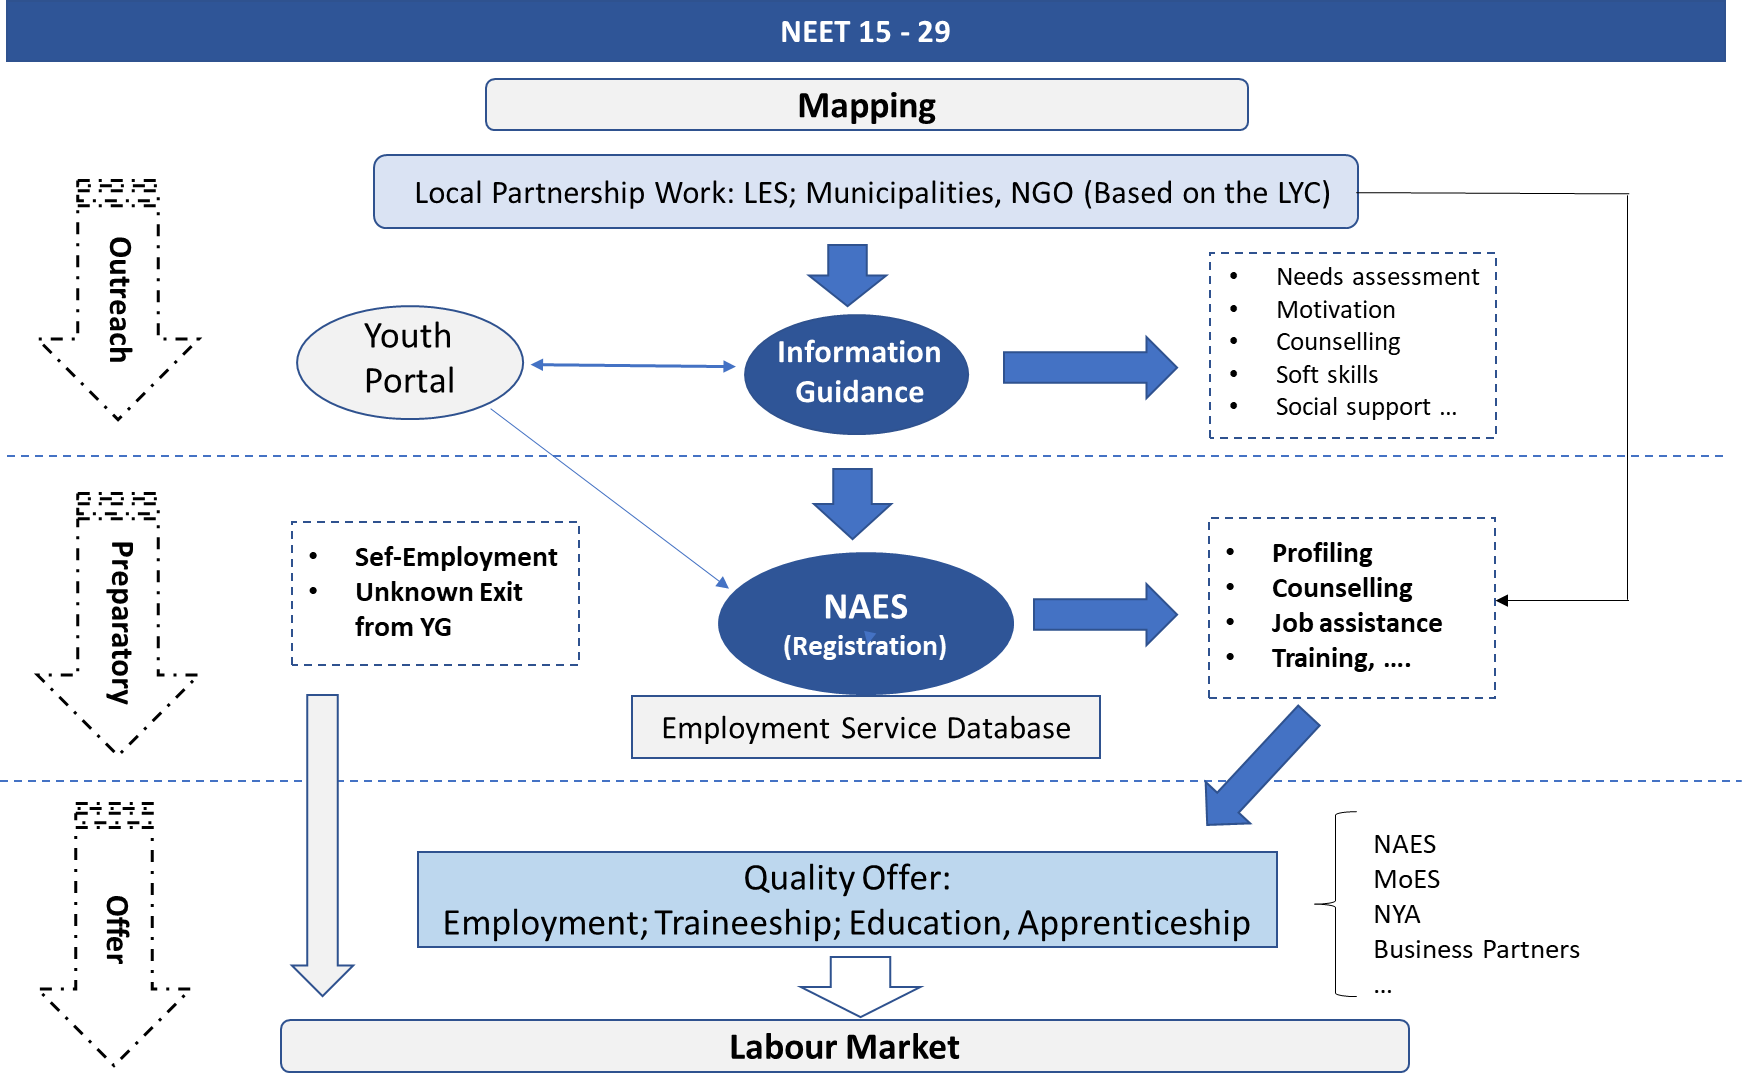 NEET 15 - 29
Mapping
Local Partnership Work: LES; Municipalities, NGO (Based on the LYC)
Outreach
Youth
Portal
Information
Guidance
• Needs assessment
• Motivation
• Counselling
• Soft skills
• Social support ...
Preparatory
• Sef-Employment
• Unknown Exit
from YG
NAES
(Registration)
Employment Service Database
• Profiling
• Counselling
• Job assistance
• Training, ....
Offer
Quality Offer:
Employment; Traineeship; Education, Apprenticeship
NAES
MoES
NYA
Business Partners
...
Labour Market